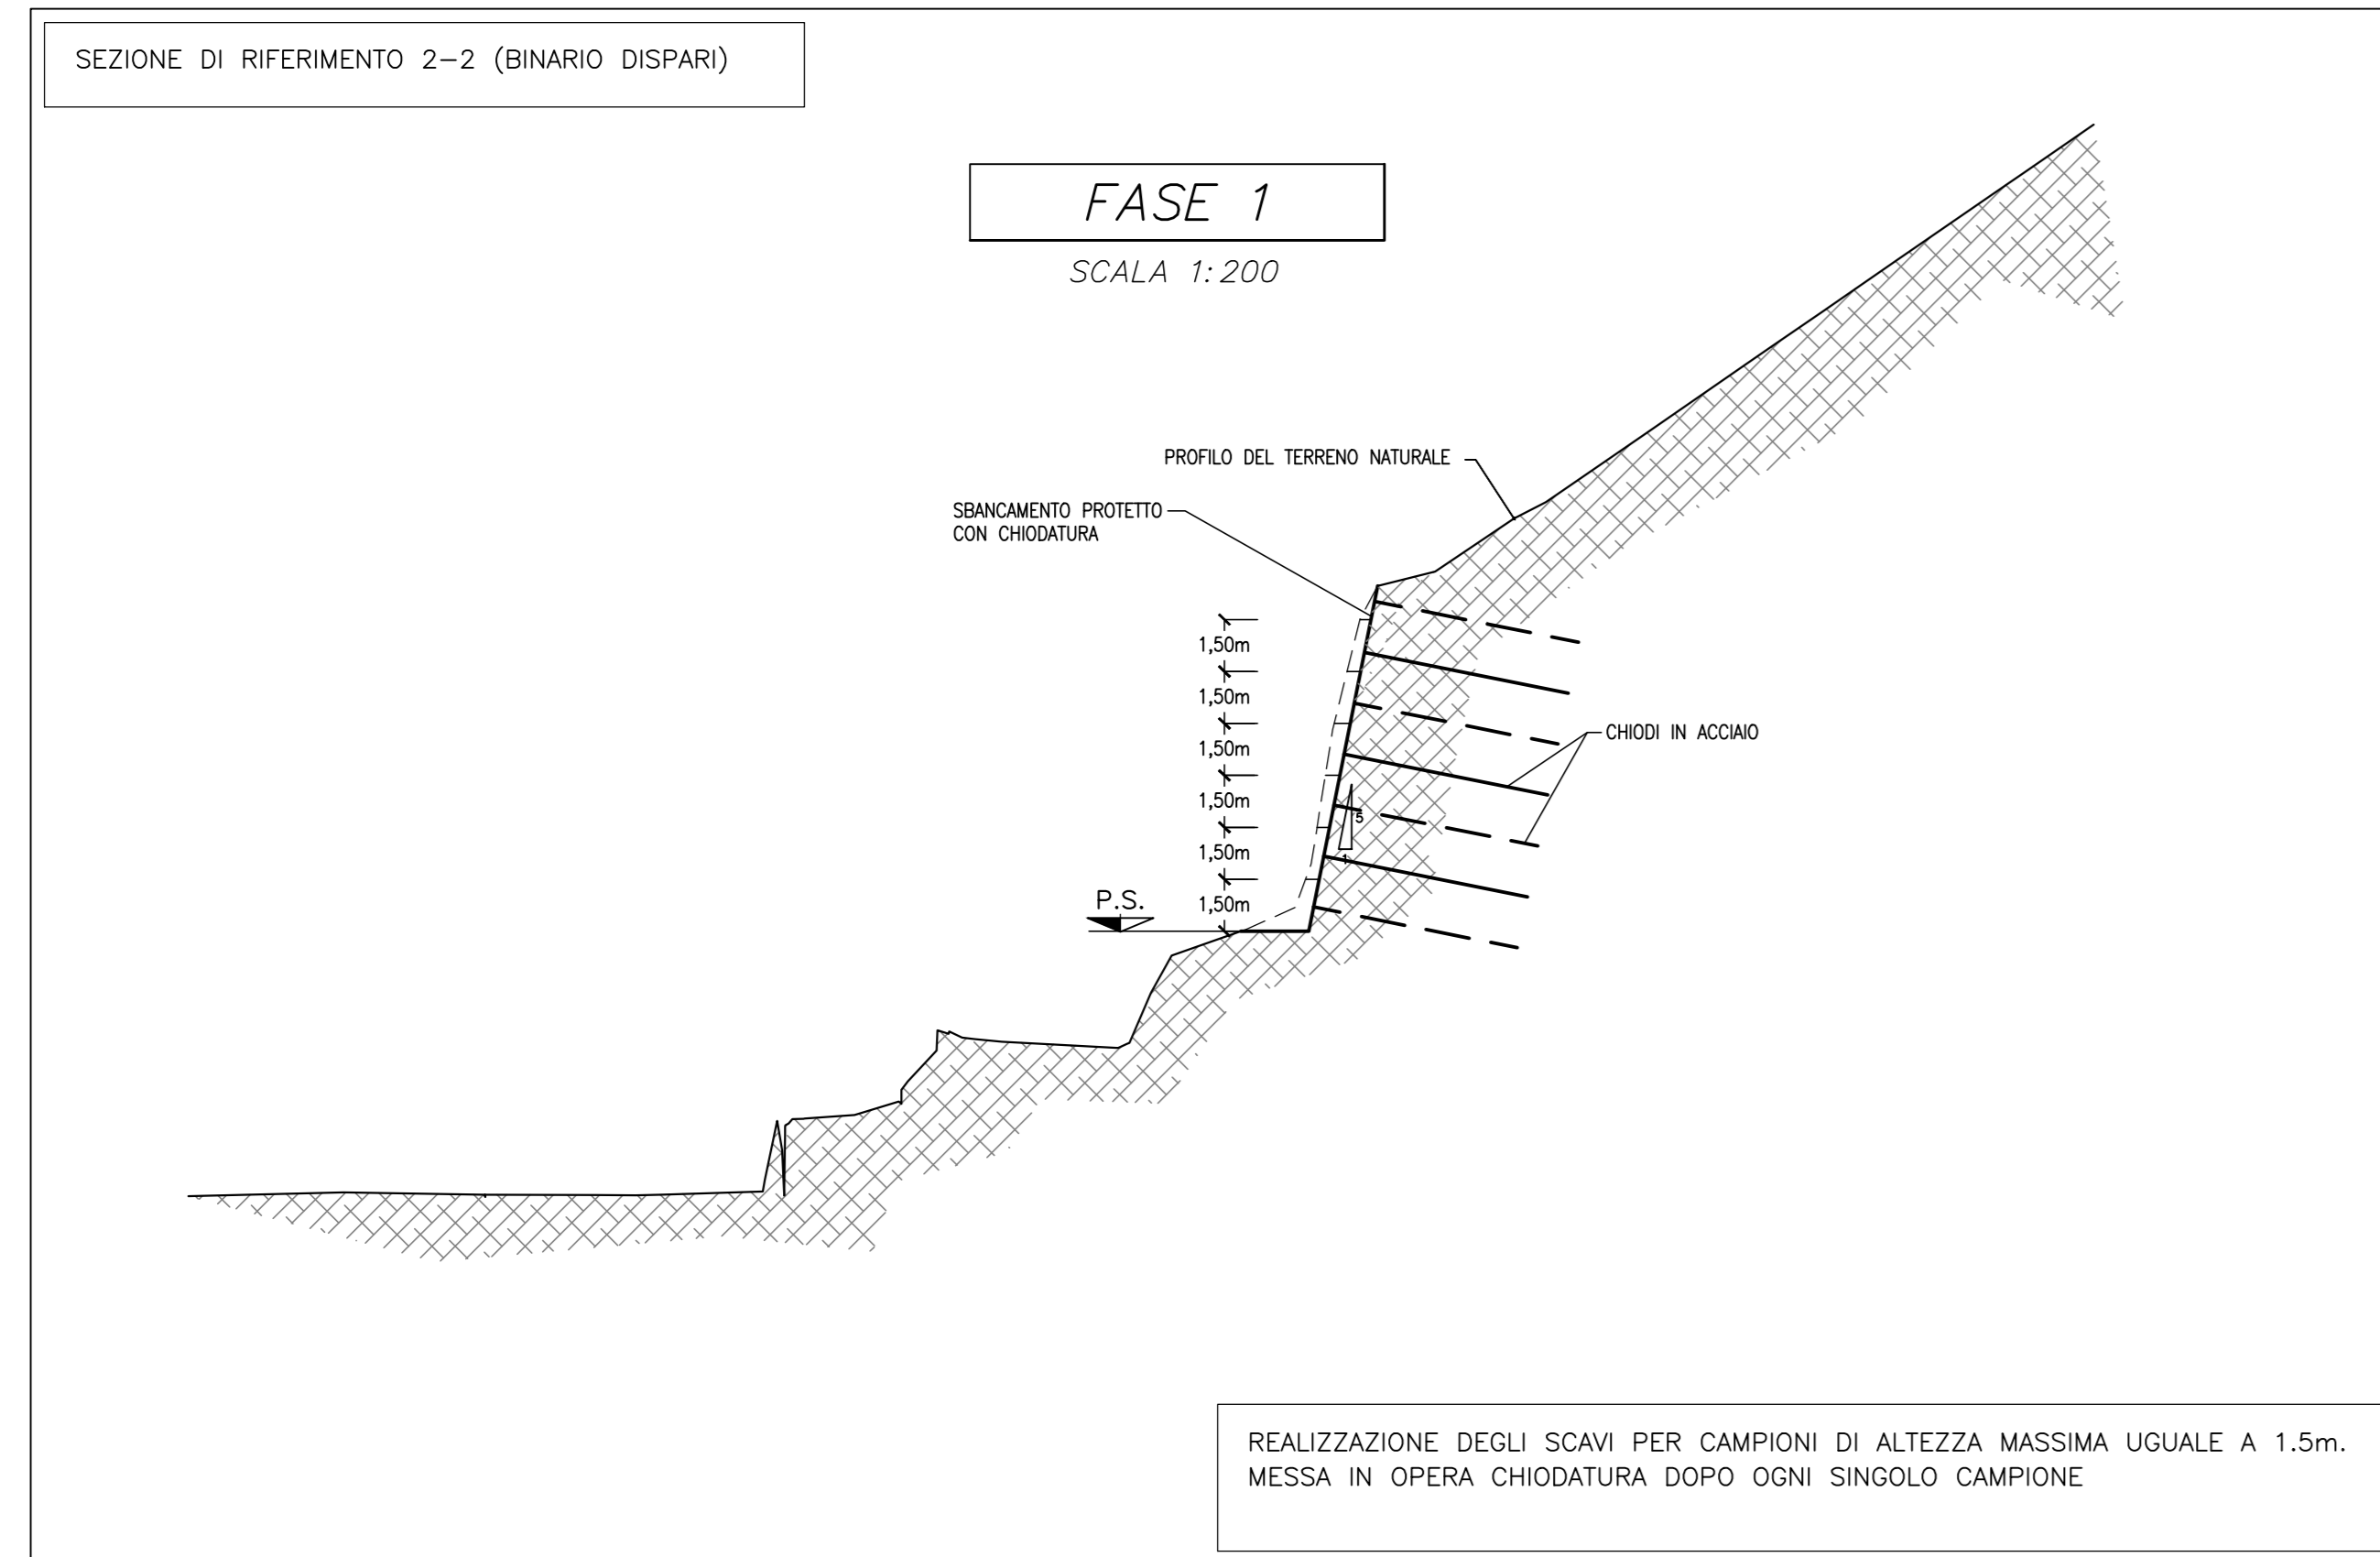 SEZIONE DI RIFERIMENTO 2-2 (BINARIO DISPARI)
FASE 1
SCALA 1:200
PROFILO DEL TERRENO NATURALE
SBANCAMENTO PROTETTO
CON CHIODATURA
1,50m
1,50m
CHIODI IN ACCIAIO
1,50m
1,50m
5
1,50m
1
P.S.
1,50m
REALIZZAZIONE DEGLI SCAVI PER CAMPIONI DI ALTEZZA MASSIMA UGUALE A 1.5m.
MESSA IN OPERA CHIODATURA DOPO OGNI SINGOLO CAMPIONE